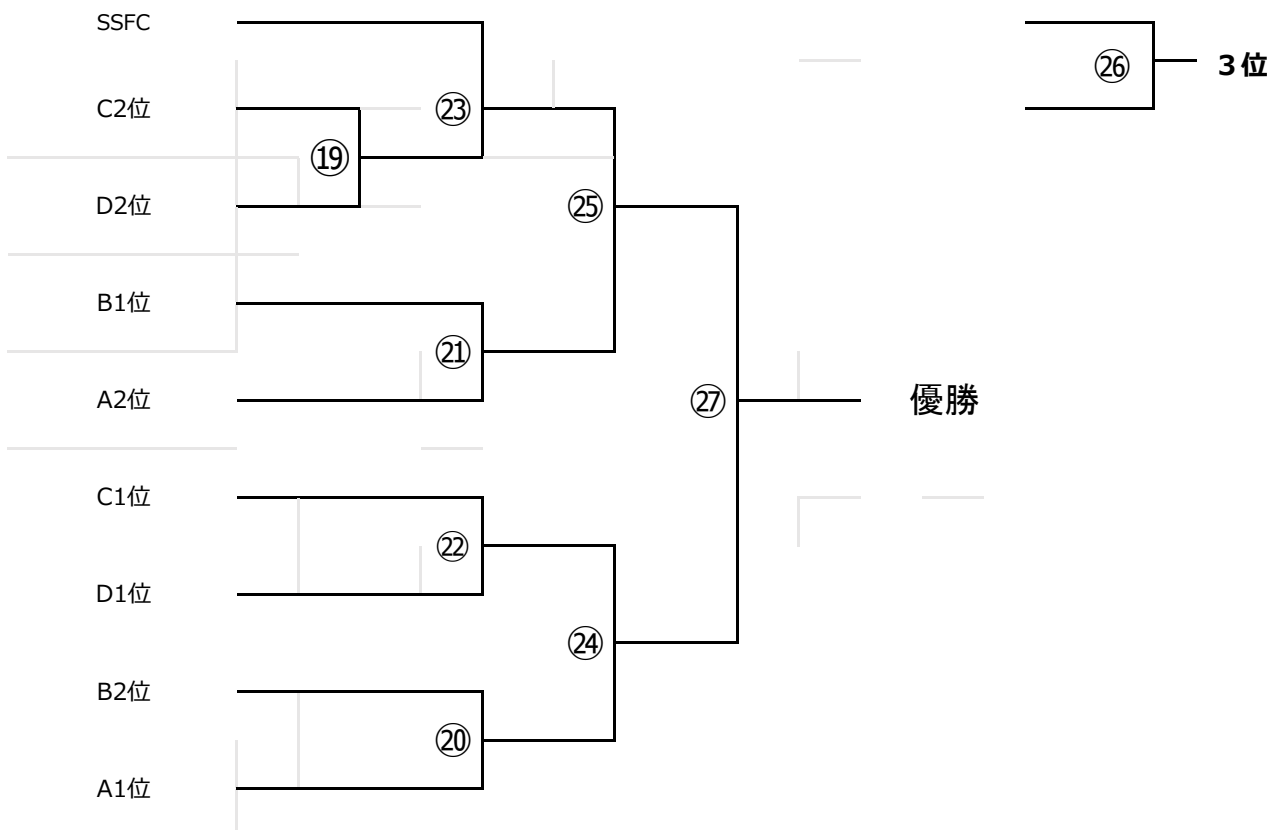 SSFC
㉖ 3位
C2位 ㉓
⑲
D2位 ㉕
B1位
㉑
A2位 ㉗ 優勝
C1位
㉒
D1位
㉔
B2位
⑳
A1位